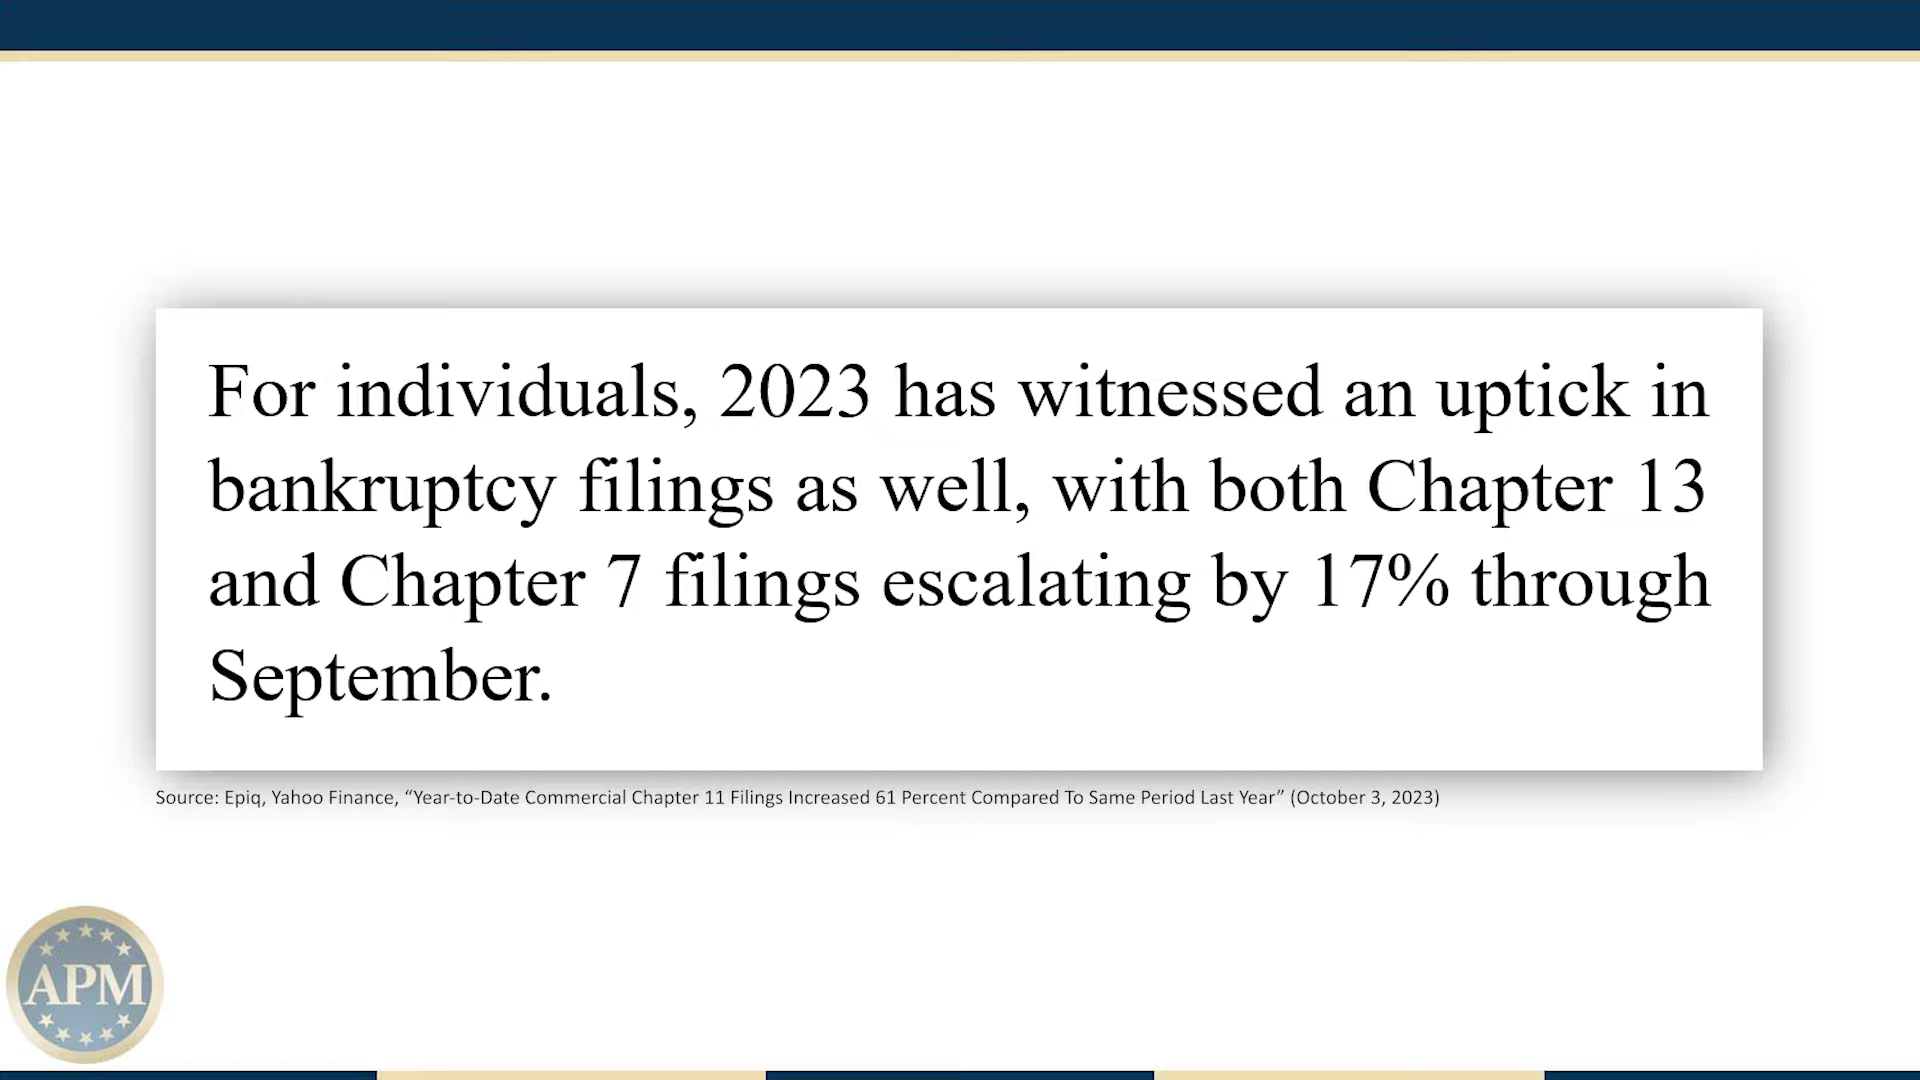 For individuals, 2023 has witnessed an uptick in
bankruptcy filings as well, with both Chapter 13
and Chapter 7 filings escalating by 17% through
September.
Source: Epiq, Yahoo Finance, “Year-to-Date Commercial Chapter 11 Filings Increased 61 Percent Compared To Same Period Last Year” (October 3, 2023)
APM